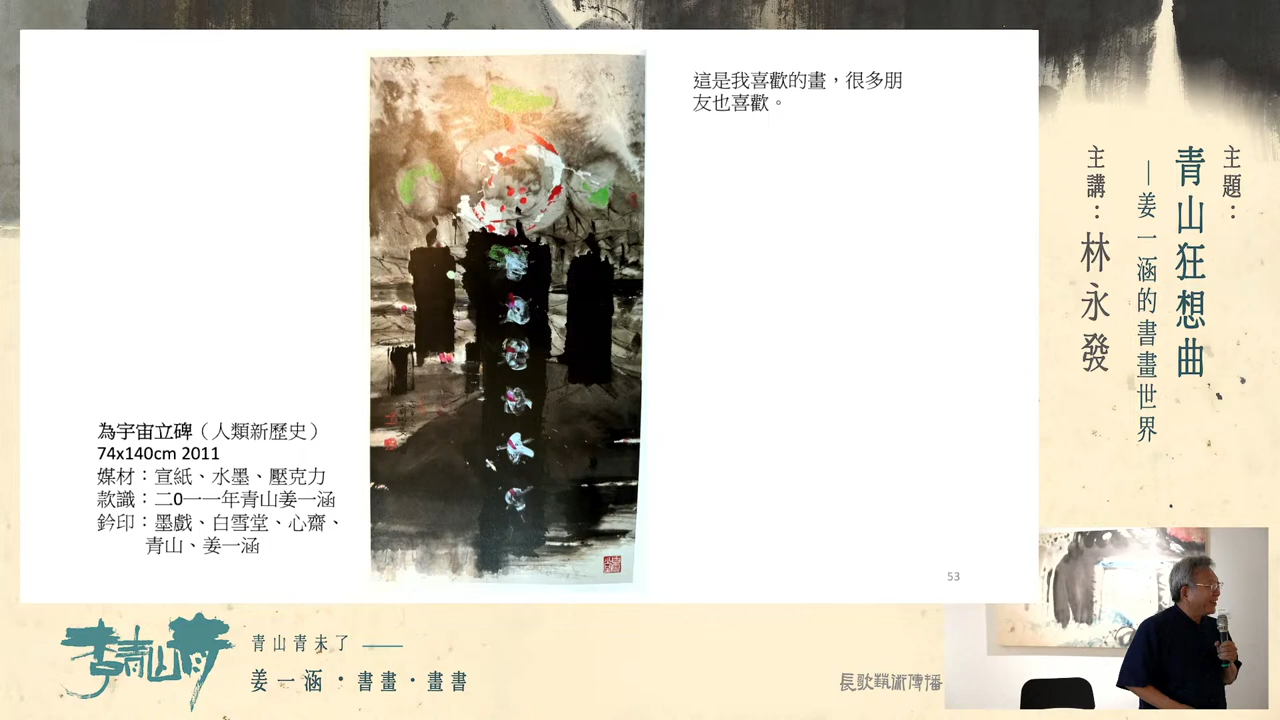 這是我喜歡的畫，很多朋
友也喜歡。
為宇宙立碑（人類新歷史）
74x140cm 2011
媒材：宣紙、水墨、壓克力
款識：二0一一年青山姜一涵
鈐印：墨戲、白雪堂、心齋、
青山、姜一涵
53
主題：
青山狂想曲
—姜一涵的書畫世界
主講：林永發
青山青未了——
姜一涵・書畫・畫書
長歌藝術傳播